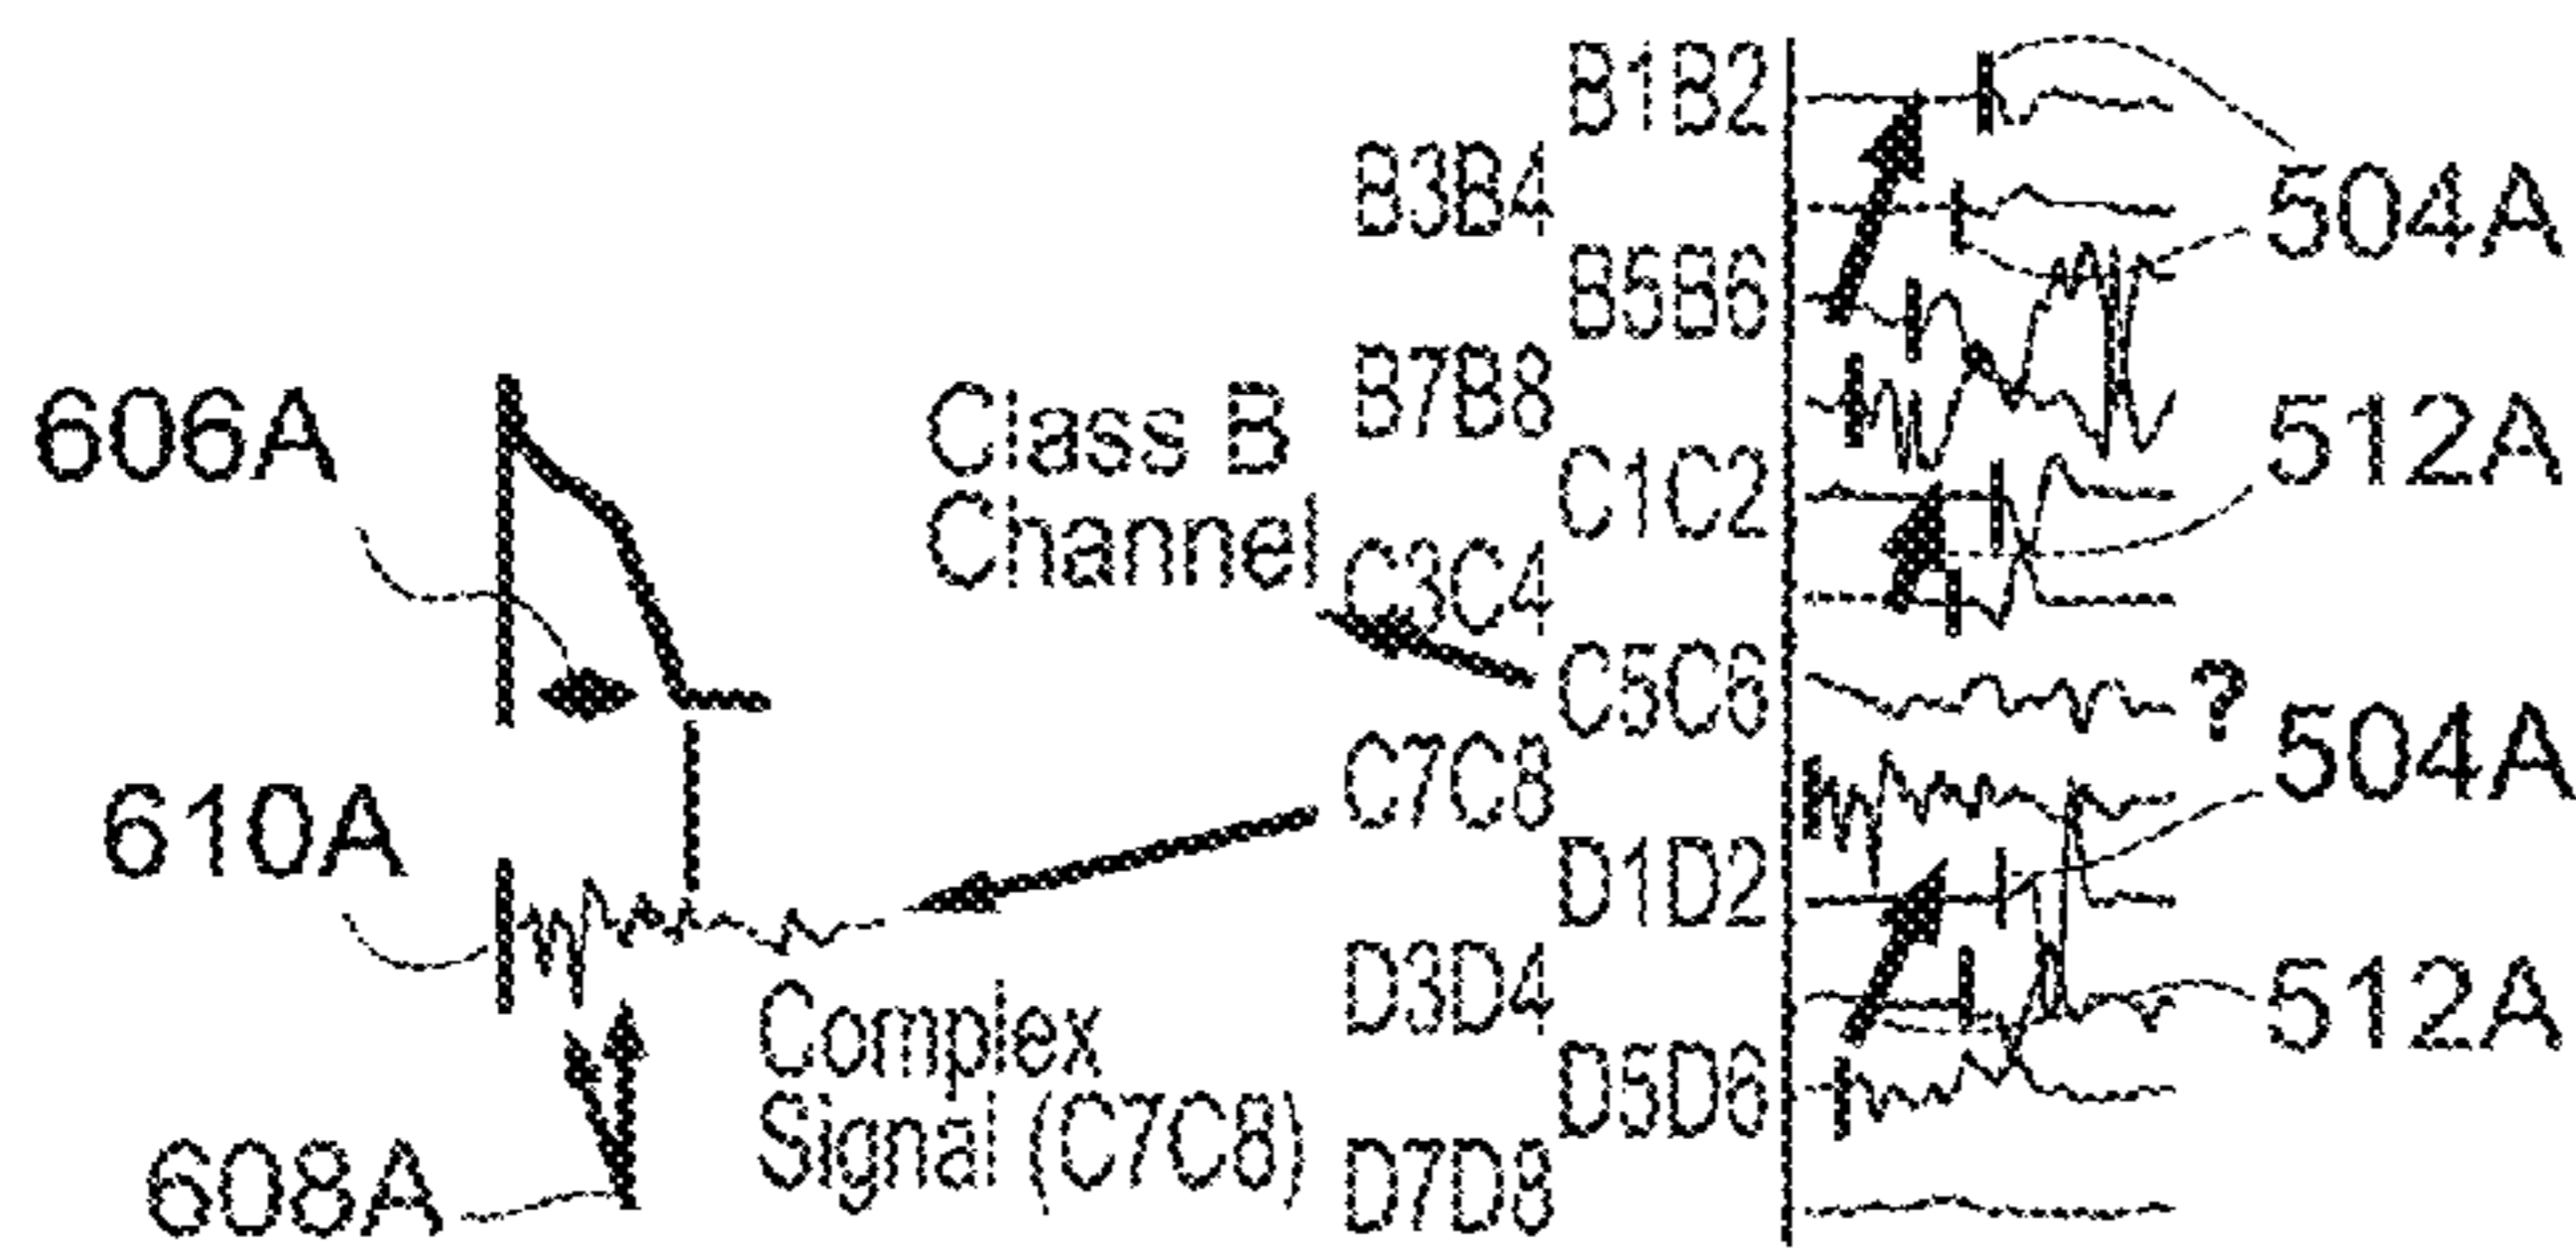 B1B2
B3B4
504A
B5B6
606A
Class B
Channel
B7B8
512A
C1C2
C3C4
C5C6
?
504A
C7C8
610A
D1D2
D3D4
512A
Complex
Signal (C7C8)
D5D6
608A
D7D8